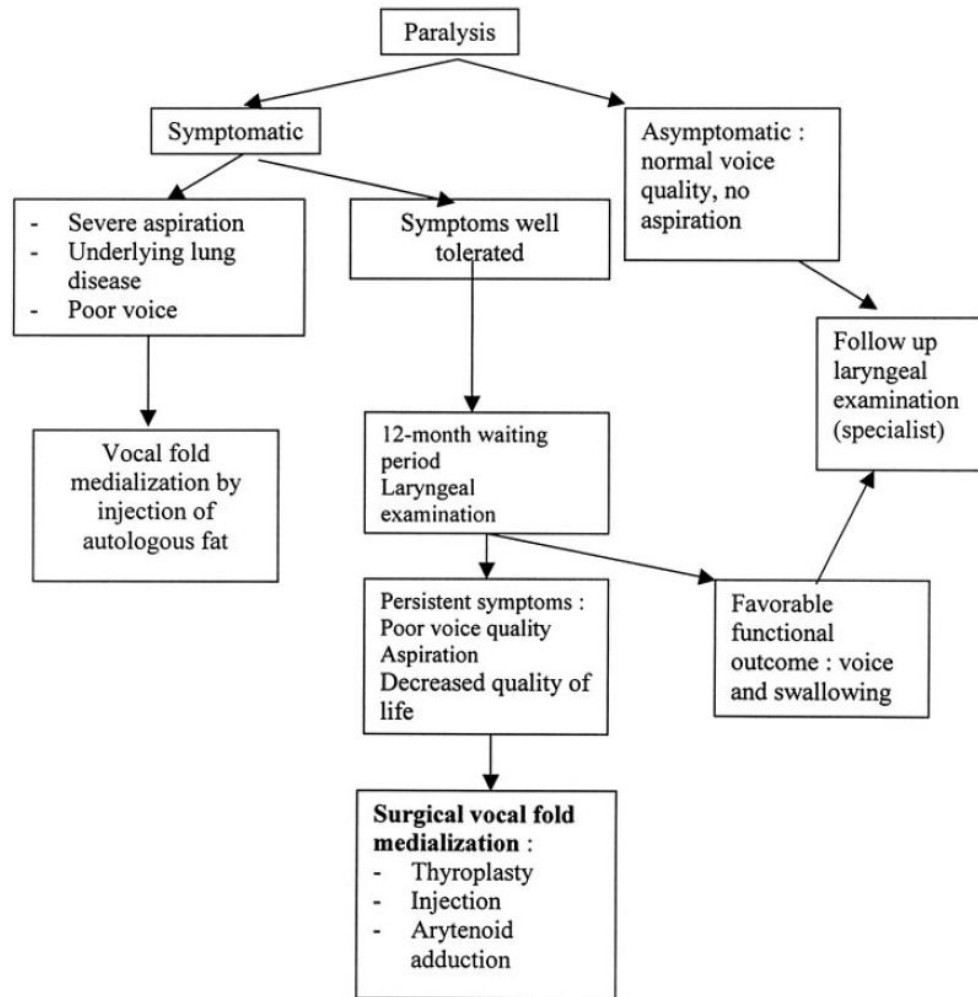 Paralysis
Symptomatic
Asymptomatic :
normal voice
quality, no
aspiration
- Severe aspiration
- Underlying lung
disease
- Poor voice
Symptoms well
tolerated
Follow up
laryngeal
examination
(specialist)
Vocal fold
medialization by
injection of
autologous fat
12-month waiting
period
Laryngeal
examination
Persistent symptoms :
Poor voice quality
Aspiration
Decreased quality of
life
Favorable
functional
outcome : voice
and swallowing
Surgical vocal fold
medialization :
- Thyroplasty
- Injection
- Arytenoid
adduction